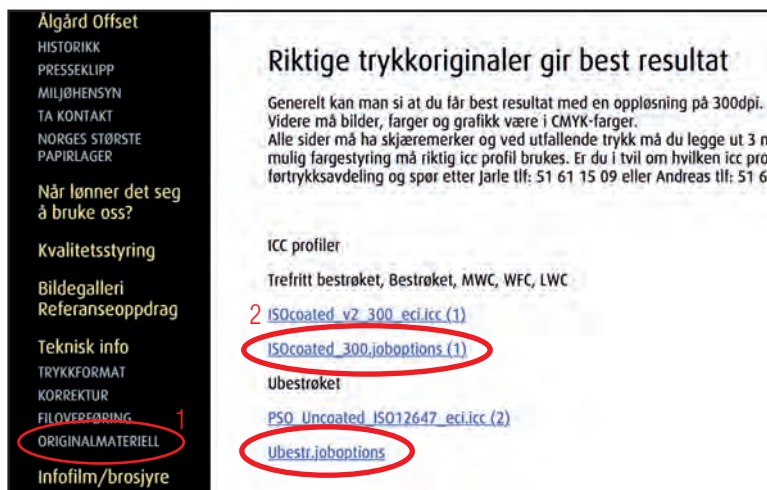 Ålgård Offset
HISTORIKK
PRESSEKLIPP
MILJØHENSYN
TA KONTAKT
NORGES STØRSTE
PAPIRLAGER
Når lønner det seg
å bruke oss?
Kvalitetsstyring
Bildegalleri
Referanseoppdrag
Teknisk info
TRYKKFORMAT
KORREKTUR
FILOVERFØRING
1
ORIGINALMATERIELL
Infofilm/brosjyre
Riktige trykkoriginaler gir best resultat
Generelt kan man si at du får best resultat med en oppløsning på 300dpi.
Videre må bilder, farger og grafikk være i CMYK-farger.
Alle sider må ha skjæremerker og ved utfallende trykk må du legge ut 3 m
mulig fargestyring må riktig icc profil brukes. Er du i tvil om hvilken icc pro
førtrykksavdeling og spør etter Jarle tlf: 51 61 15 09 eller Andreas tlf: 51 6
ICC profiler
Trefritt bestrøket, Bestrøket, MWC, WFC, LWC
2 ISOcoated_v2_300_eci.icc (1)
ISOcoated_300.joboptions (1)
Ubestrøket
PSO_Uncoated_ISO12647_eci.icc (2)
Ubestr.joboptions